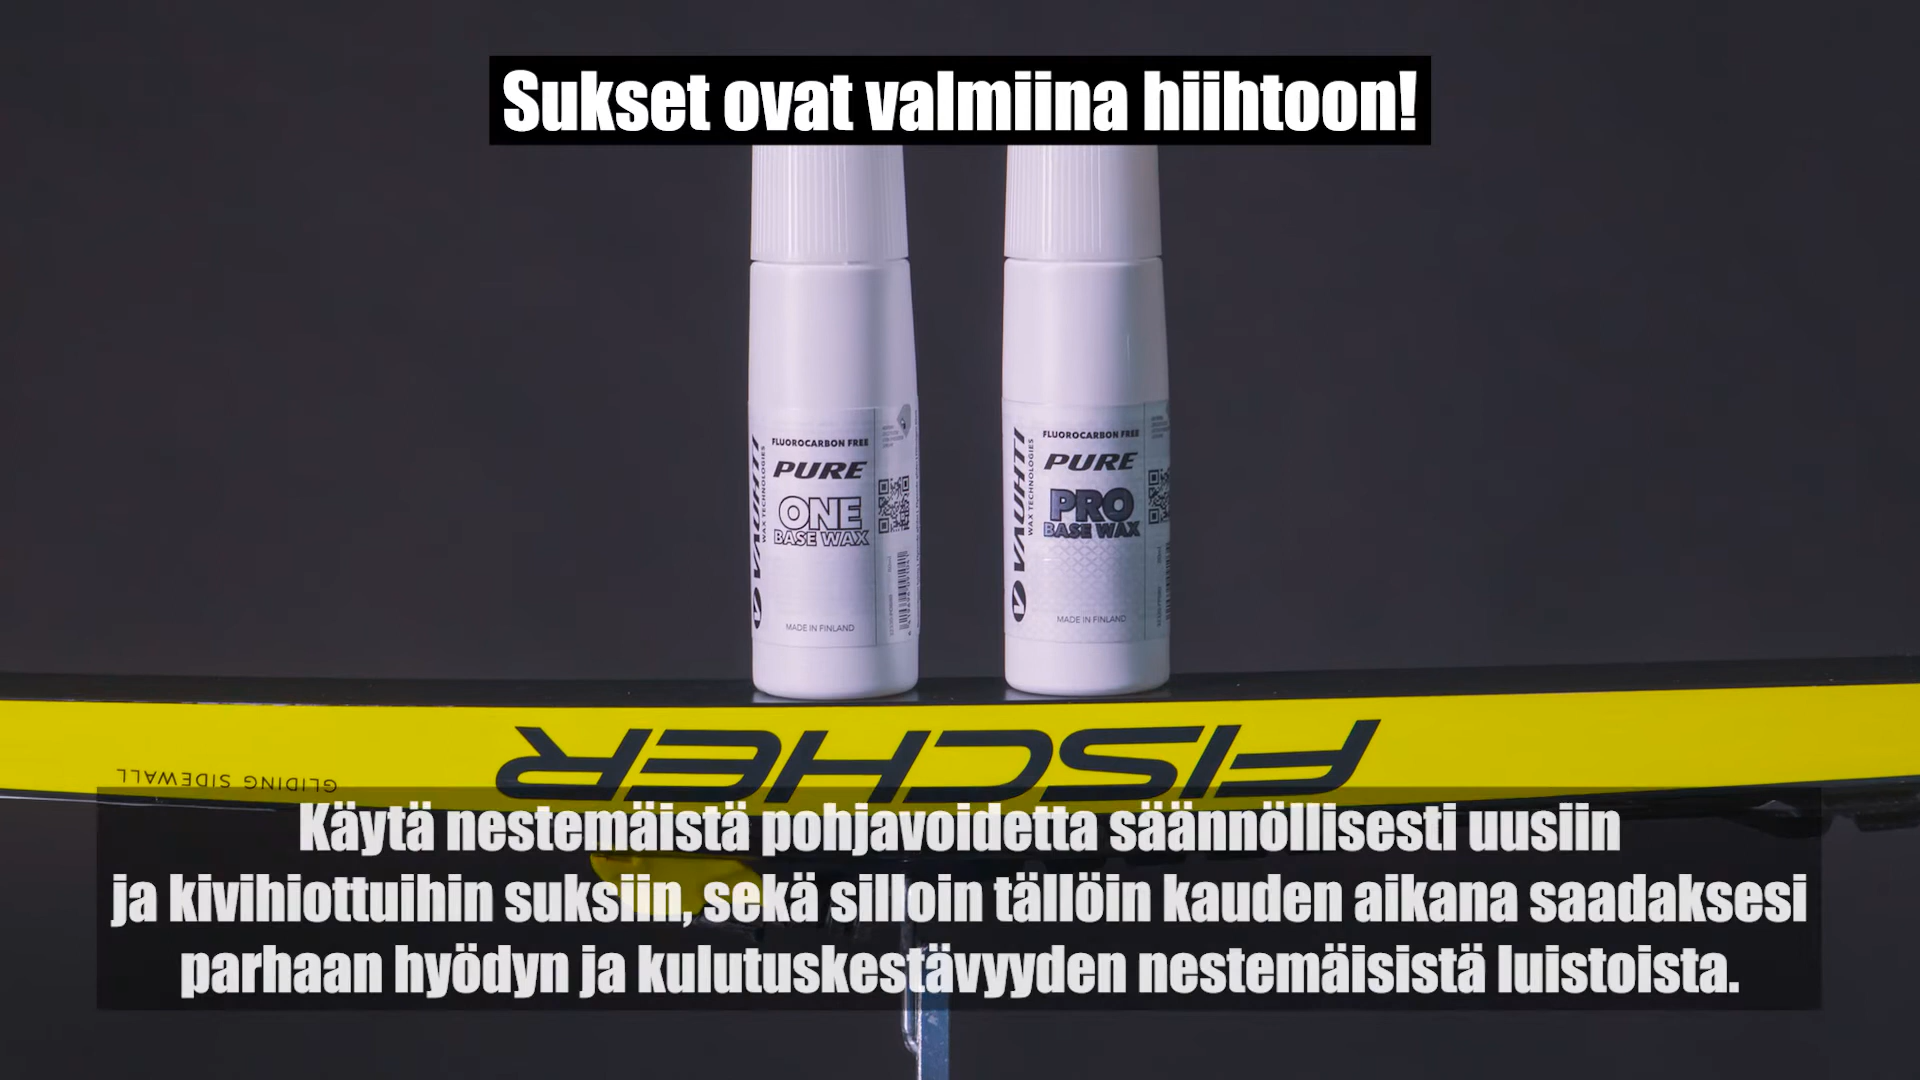 Sukset ovat valmiina hiihtoon!
FLUOROCARBON FREE
PURE
ONE
BASE WAX
VAUHTI
WAX TECHNOLOGIES
MADE IN FINLAND
FLUOROCARBON FREE
PURE
PRO
BASE WAX
VAUHTI
WAX TECHNOLOGIES
MADE IN FINLAND
FISCHER
GLIDING SIDEWALL
Käytä nestemäistä pohjavoidetta säännöllisesti uusiin
ja kivihiottuihin suksiin, sekä silloin tällöin kauden aikana saadaksesi
parhaan hyödyn ja kulutuskestävyyden nestemäisistä luistoista.